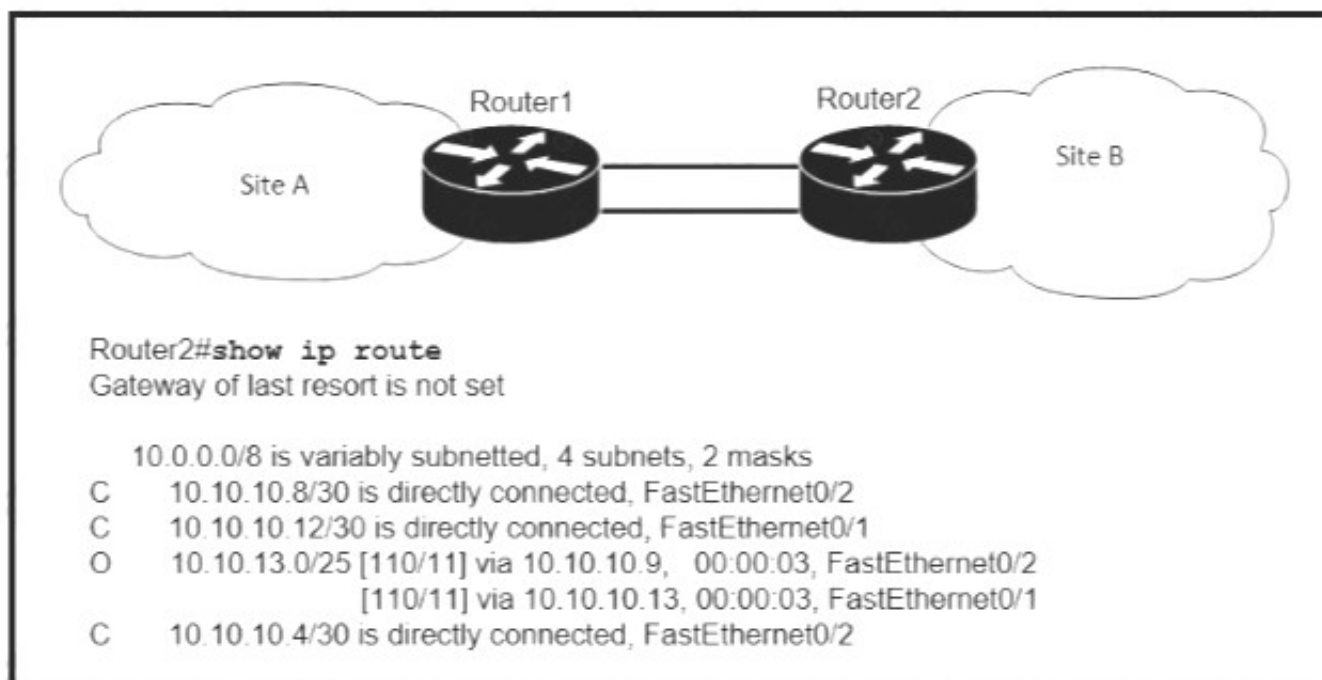 Router1
Router2
Site A
Site B
Router2#show ip route
Gateway of last resort is not set
10.0.0.0/8 is variably subnetted, 4 subnets, 2 masks
C 10.10.10.8/30 is directly connected, FastEthernet0/2
C 10.10.10.12/30 is directly connected, FastEthernet0/1
O 10.10.13.0/25 [110/11] via 10.10.10.9, 00:00:03, FastEthernet0/2
[110/11] via 10.10.10.13, 00:00:03, FastEthernet0/1
C 10.10.10.4/30 is directly connected, FastEthernet0/2